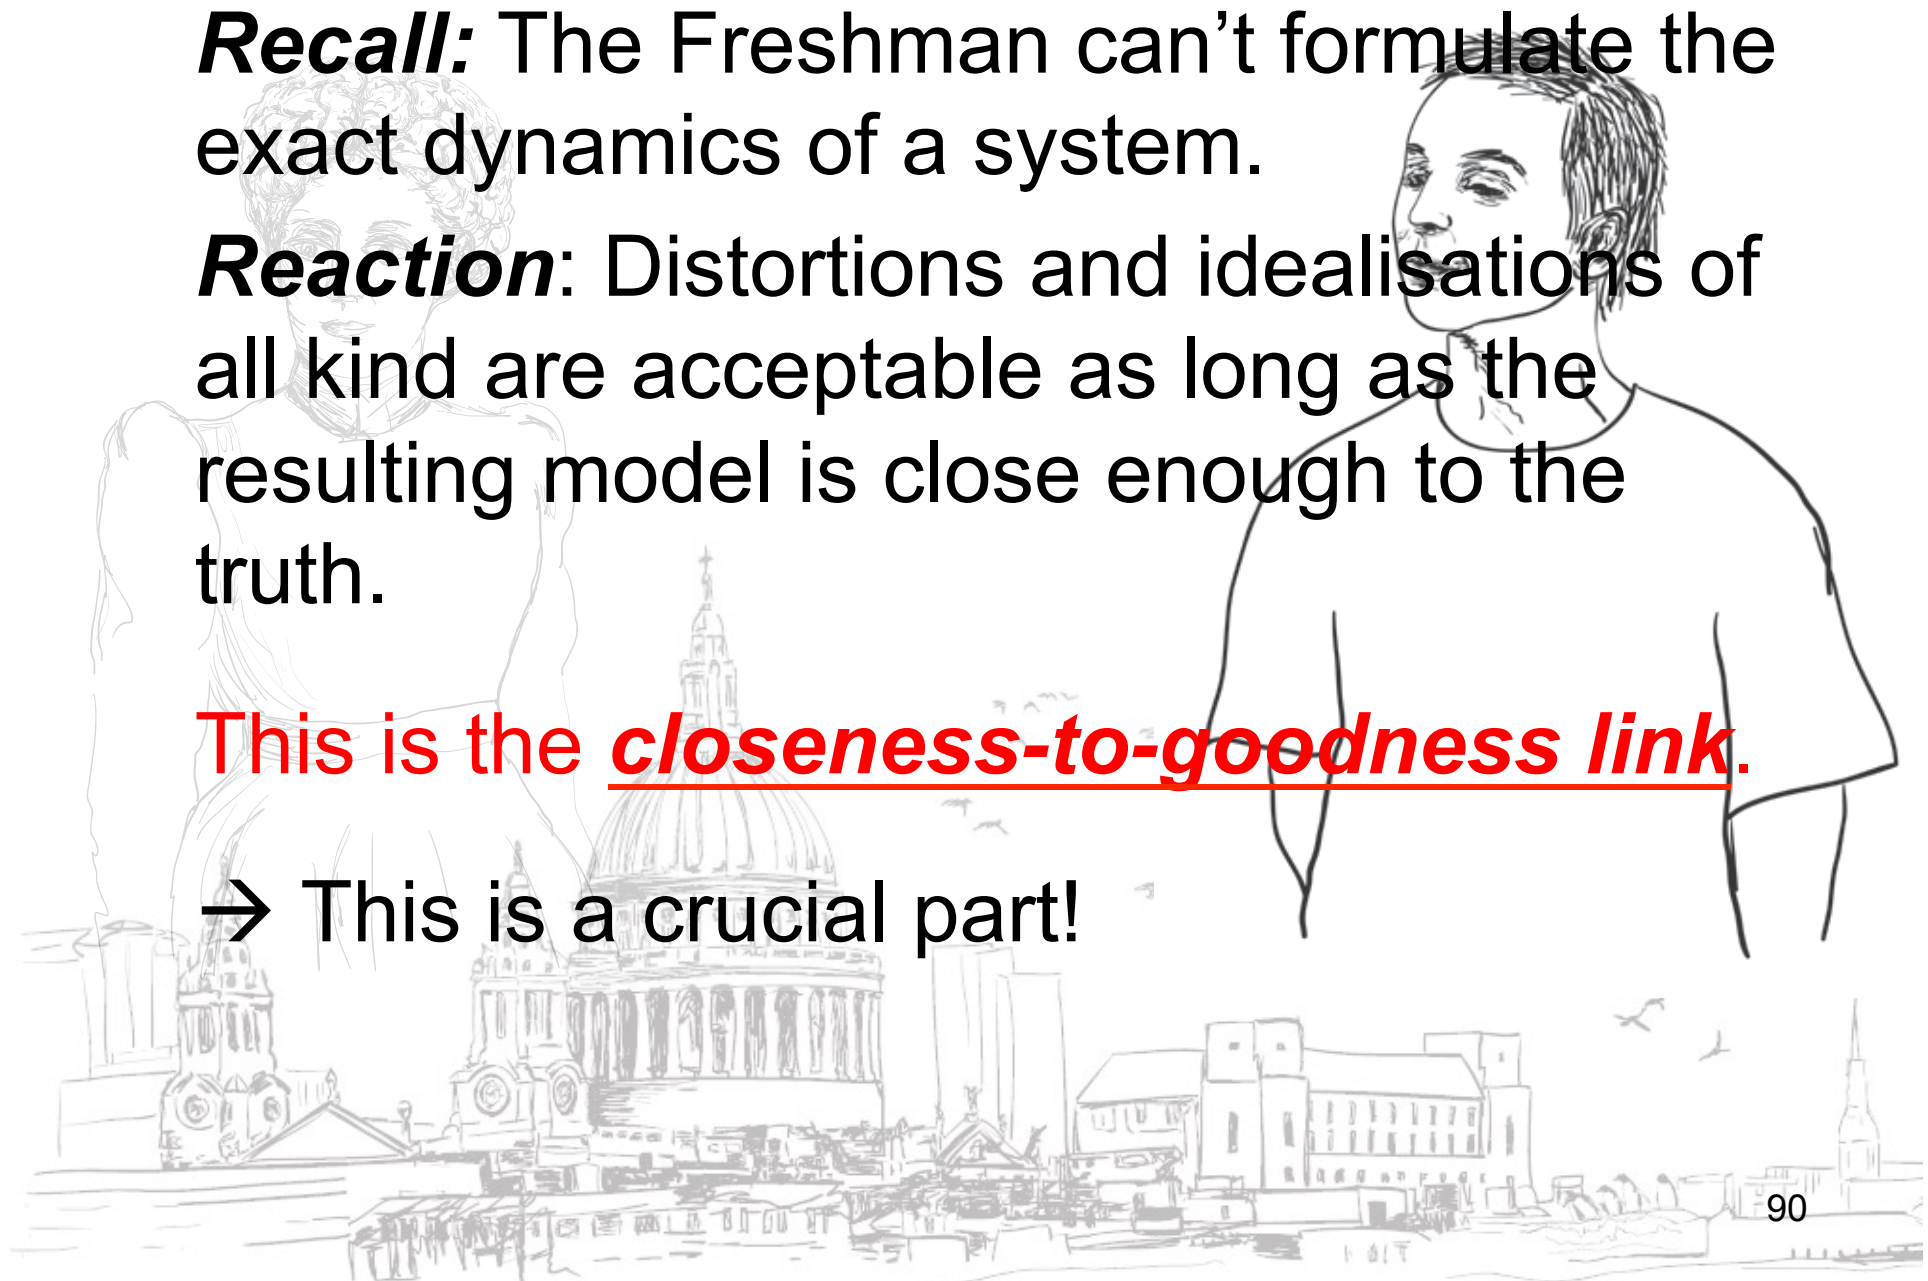 Recall: The Freshman can’t formulate the
exact dynamics of a system.
Reaction: Distortions and idealisations of
all kind are acceptable as long as the
resulting model is close enough to the
truth.
This is the closeness-to-goodness link.
→ This is a crucial part!
90